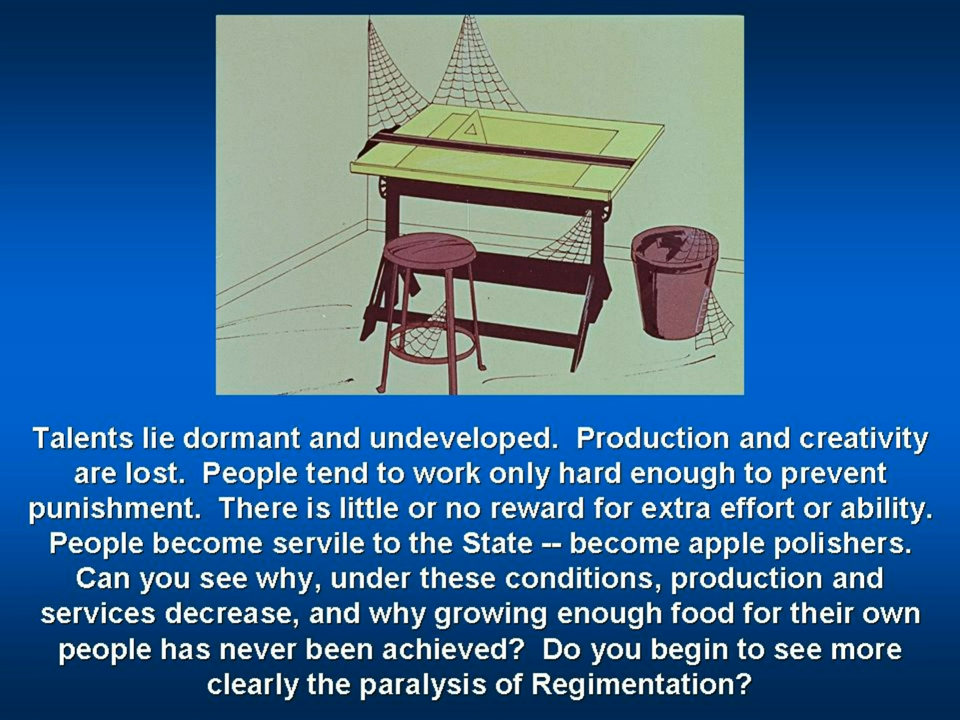 Talents lie dormant and undeveloped.  Production and creativity
are lost.  People tend to work only hard enough to prevent
punishment.  There is little or no reward for extra effort or ability.
People become servile to the State -- become apple polishers.
Can you see why, under these conditions, production and
services decrease, and why growing enough food for their own
people has never been achieved?  Do you begin to see more
clearly the paralysis of Regimentation?